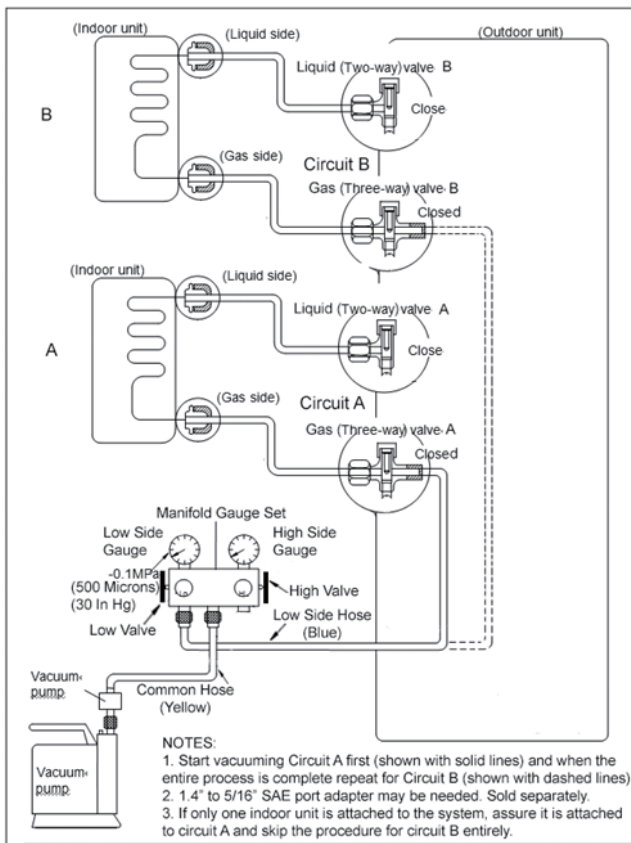 (Indoor unit)
(Liquid side)
(Outdoor unit)
Liquid (Two-way) valve B
B
Close
(Gas side)
Circuit B
Gas (Three-way) valve B
Closed
(Indoor unit)
(Liquid side)
Liquid (Two-way) valve A
A
Close
(Gas side)
Circuit A
Gas (Three-way) valve A
Closed
Manifold Gauge Set
Low Side
Gauge
High Side
Gauge
-0.1MPa
(500 Microns)
(30 In Hg)
High Valve
Low Valve
Low Side Hose
(Blue)
Vacuum
pump
Common Hose
(Yellow)
Vacuum
pump
NOTES:
1. Start vacuuming Circuit A first (shown with solid lines) and when the
entire process is complete repeat for Circuit B (shown with dashed lines)
2. 1.4" to 5/16" SAE port adapter may be needed. Sold separately.
3. If only one indoor unit is attached to the system, assure it is attached
to circuit A and skip the procedure for circuit B entirely.